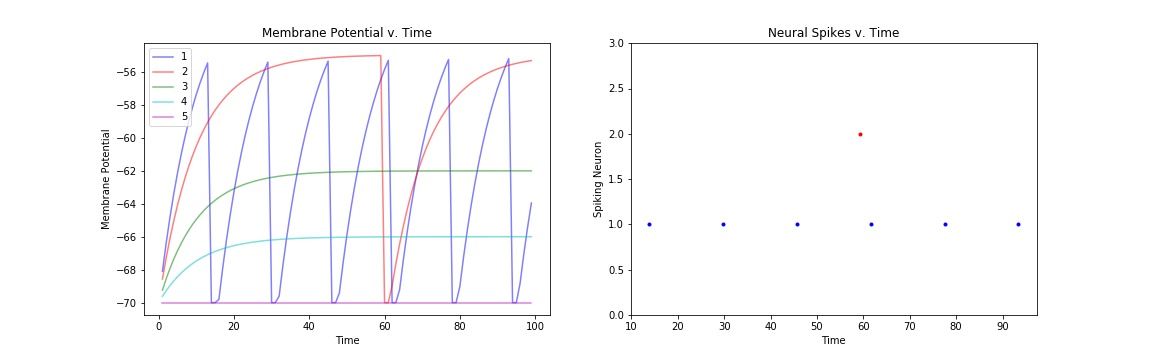 Membrane Potential v. Time
1
2
3
4
5
−56
−58
−60
−62
−64
−66
−68
−70
Membrane Potential
0 20 40 60 80 100
Time
Neural Spikes v. Time
3.0
2.5
2.0
1.5
1.0
0.5
0.0
Spiking Neuron
10 20 30 40 50 60 70 80 90
Time